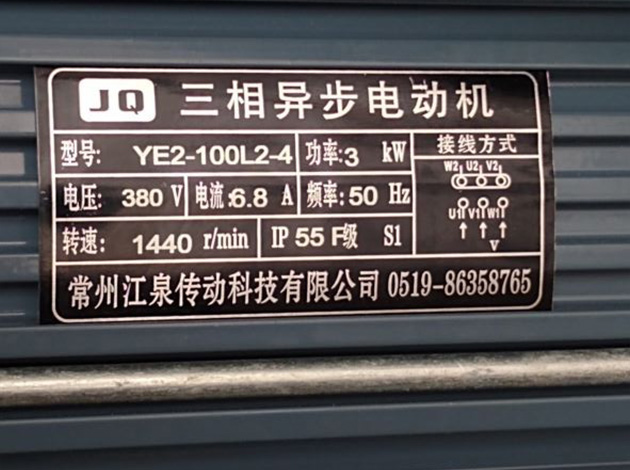 JQ 三相异步电动机
型号: YE2-100L2-4 功率:3 kW 接线方式
W2 U2 V2
电压: 380 V 电流:6.8 A 频率:50 Hz
U1 V1 W1
转速: 1440 r/min IP 55 F级 S1
V
常州江泉传动科技有限公司 0519-86358765